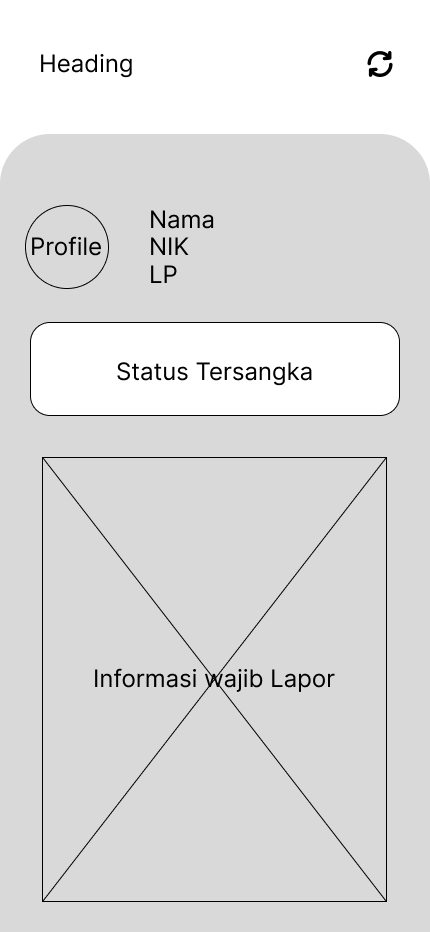 Heading
Profile
Nama
NIK
LP
Status Tersangka
Informasi wajib Lapor